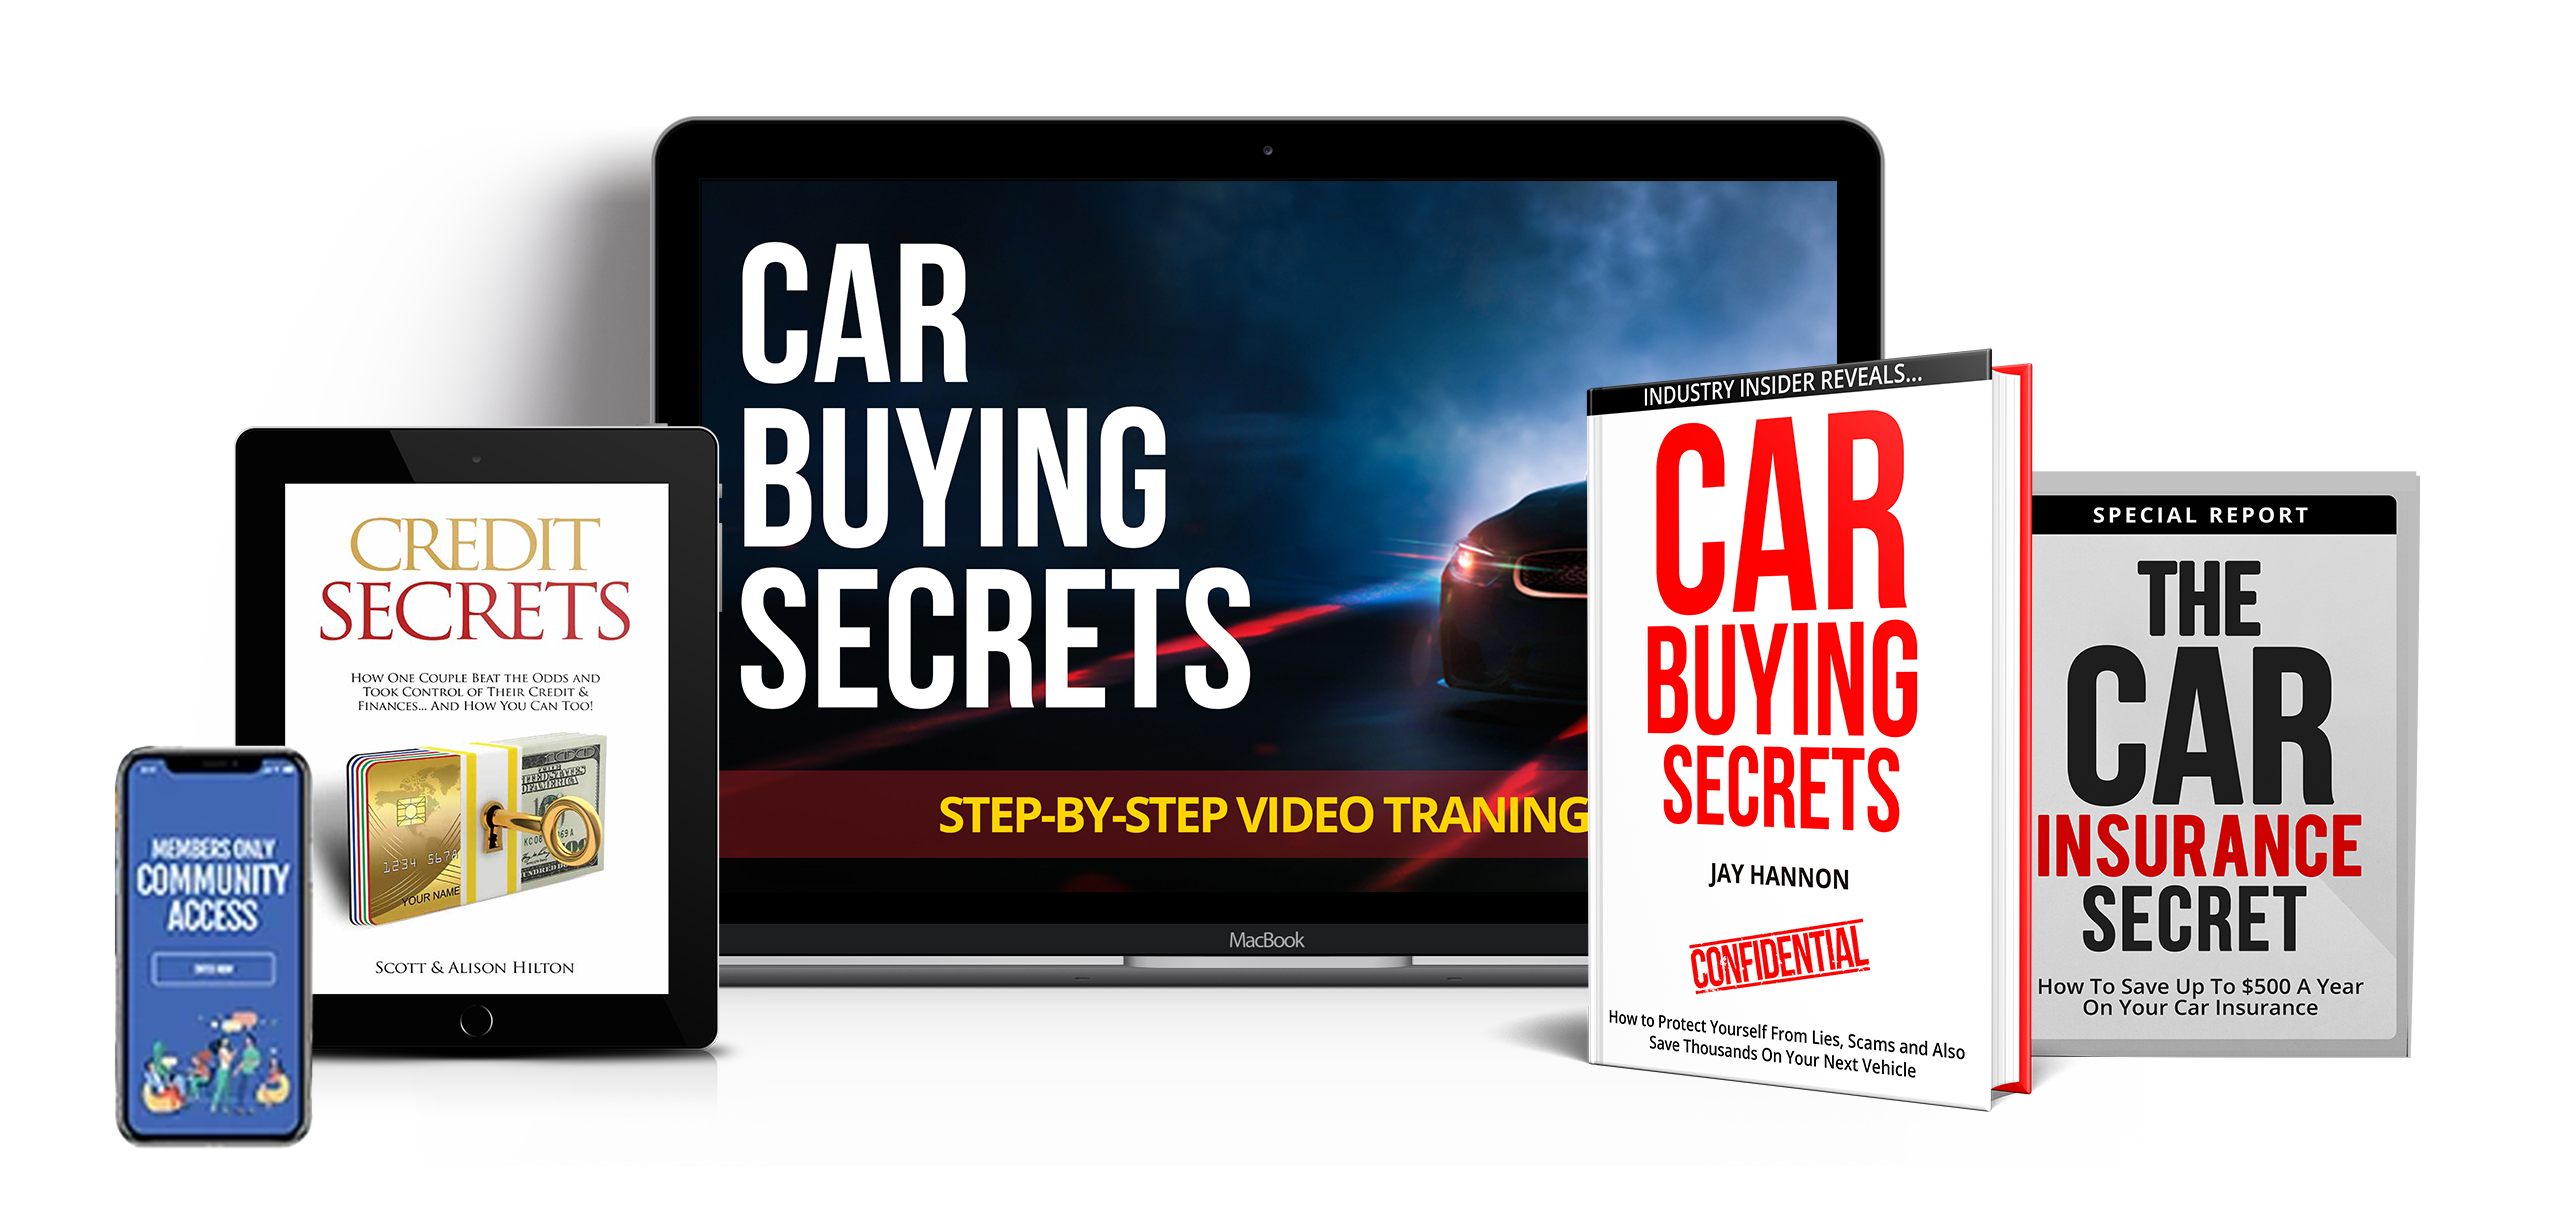 CAR
BUYING
SECRETS
STEP-BY-STEP VIDEO TRANING
MacBook
CREDIT
SECRETS
HOW ONE COUPLE BEAT THE ODDS AND
TOOK CONTROL OF THEIR CREDIT &
FINANCES... AND HOW YOU CAN TOO!
1234 567
YOUR NAME
SCOTT & ALISON HILTON
MEMBERS ONLY
COMMUNITY
ACCESS
INDUSTRY INSIDER REVEALS...
CAR
BUYING
SECRETS
JAY HANNON
CONFIDENTIAL
How to Protect Yourself From Lies, Scams and Also
Save Thousands On Your Next Vehicle
SPECIAL REPORT
THE
CAR
INSURANCE
SECRET
How To Save Up To $500 A Year
On Your Car Insurance